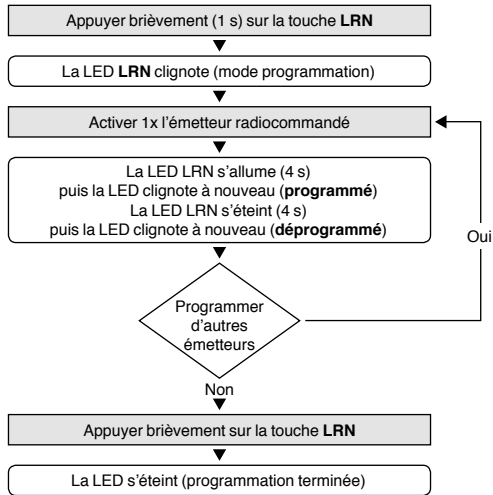 Appuyer brièvement (1 s) sur la touche LRN
La LED LRN clignote (mode programmation)
Activer 1x l'émetteur radiocommandé
La LED LRN s'allume (4 s)
puis la LED clignote à nouveau (programmé)
La LED LRN s'éteint (4 s)
puis la LED clignote à nouveau (déprogrammé)
Oui
Programmer
d'autres
émetteurs
Non
Appuyer brièvement sur la touche LRN
La LED s'éteint (programmation terminée)